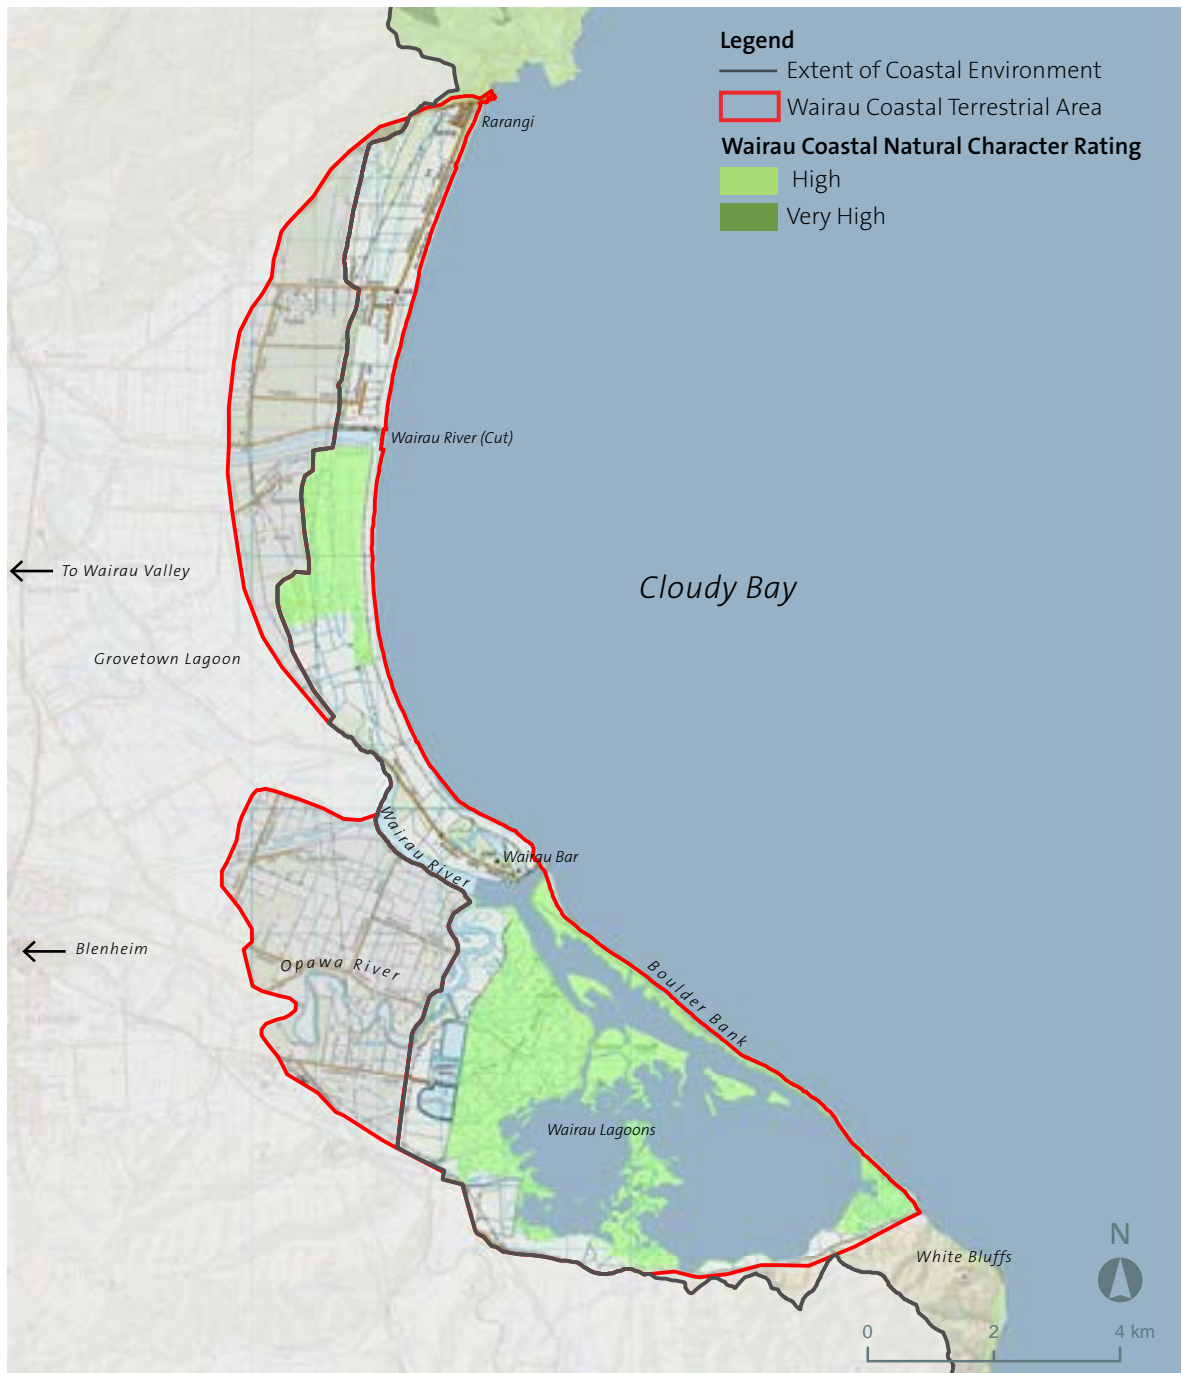 Legend
Extent of Coastal Environment
Wairau Coastal Terrestrial Area
Wairau Coastal Natural Character Rating
High
Very High
Rarangi
Wairau River (Cut)
To Wairau Valley
Cloudy Bay
Grovetown Lagoon
Wairau River
Wairau Bar
Blenheim
Opawa River
Boulder Bank
Wairau Lagoons
White Bluffs
N
0 2 4 km